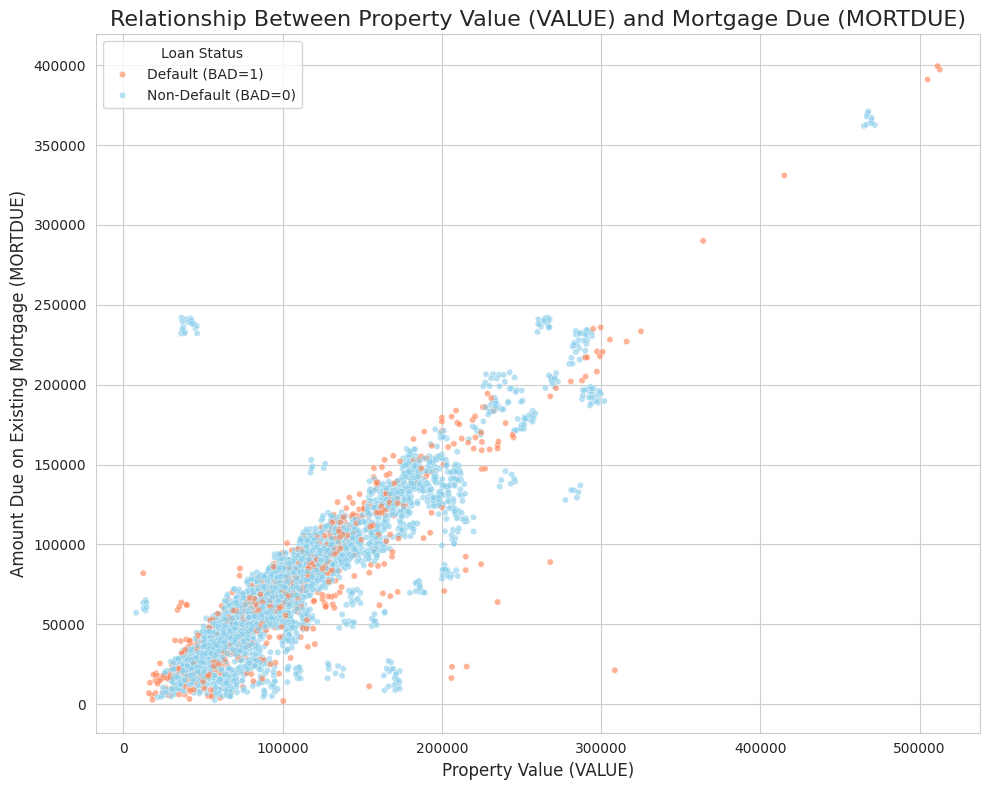 Relationship Between Property Value (VALUE) and Mortgage Due (MORTDUE)
Loan Status
Default (BAD=1)
Non-Default (BAD=0)
400000
350000
300000
250000
200000
150000
100000
50000
0
Amount Due on Existing Mortgage (MORTDUE)
0
100000
200000
300000
400000
500000
Property Value (VALUE)